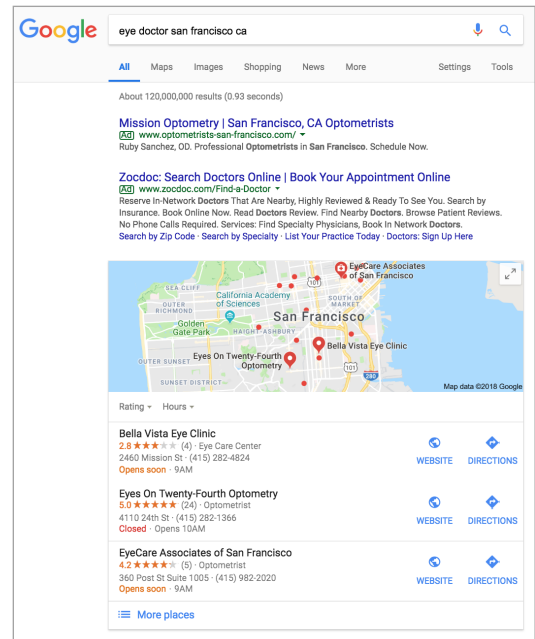 Google
eye doctor san francisco ca
All Maps Images Shopping News More Settings Tools
About 120,000,000 results (0.93 seconds)
Mission Optometry | San Francisco, CA Optometrists
Ad www.optometrists-san-francisco.com/
Ruby Sanchez, OD. Professional Optometrists in San Francisco. Schedule Now.
Zocdoc: Search Doctors Online | Book Your Appointment Online
Ad www.zocdoc.com/Find-a-Doctor
Reserve In-Network Doctors That Are Nearby, Highly Reviewed & Ready To See You. Search by
Insurance. Book Online Now. Read Doctors Review. Find Nearby Doctors. Browse Patient Reviews.
No Phone Calls Required. Services: Find Specialty Physicians, Book In Network Doctors.
Search by Zip Code · Search by Specialty · List Your Practice Today · Doctors: Sign Up Here
EyeCare Associates
of San Francisco
101
SEA CLIFF
California Academy
of Sciences
SOUTH OF
MARKET
OUTER
RICHMOND
San Francisco
Golden
Gate Park
HAIGHT-ASHBURY
Bella Vista Eye Clinic
OUTER SUNSET
Eyes On Twenty-Fourth
Optometry
101
280
SUNSET DISTRICT
Map data ©2018 Google
Rating Hours
Bella Vista Eye Clinic
2.8 (4) · Eye Care Center
2460 Mission St · (415) 282-4824
Opens soon · 9AM
WEBSITE DIRECTIONS
Eyes On Twenty-Fourth Optometry
5.0 (24) · Optometrist
4110 24th St · (415) 282-1366
Closed · Opens 10AM
WEBSITE DIRECTIONS
EyeCare Associates of San Francisco
4.2 (5) · Optometrist
360 Post St Suite 1005 · (415) 982-2020
Opens soon · 9AM
WEBSITE DIRECTIONS
More places